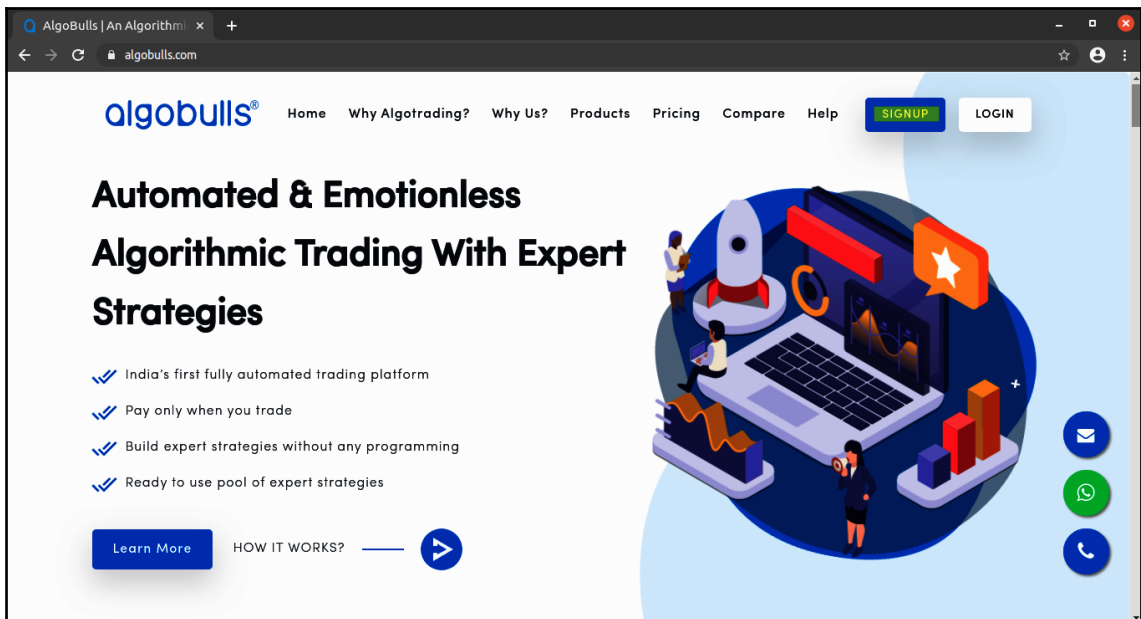 AlgoBulls | An Algorithmi
algobulls.com
algobulls®
Home Why Algotrading? Why Us? Products Pricing Compare Help SIGNUP LOGIN
Automated & Emotionless
Algorithmic Trading With Expert
Strategies
India's first fully automated trading platform
Pay only when you trade
Build expert strategies without any programming
Ready to use pool of expert strategies
Learn More HOW IT WORKS?